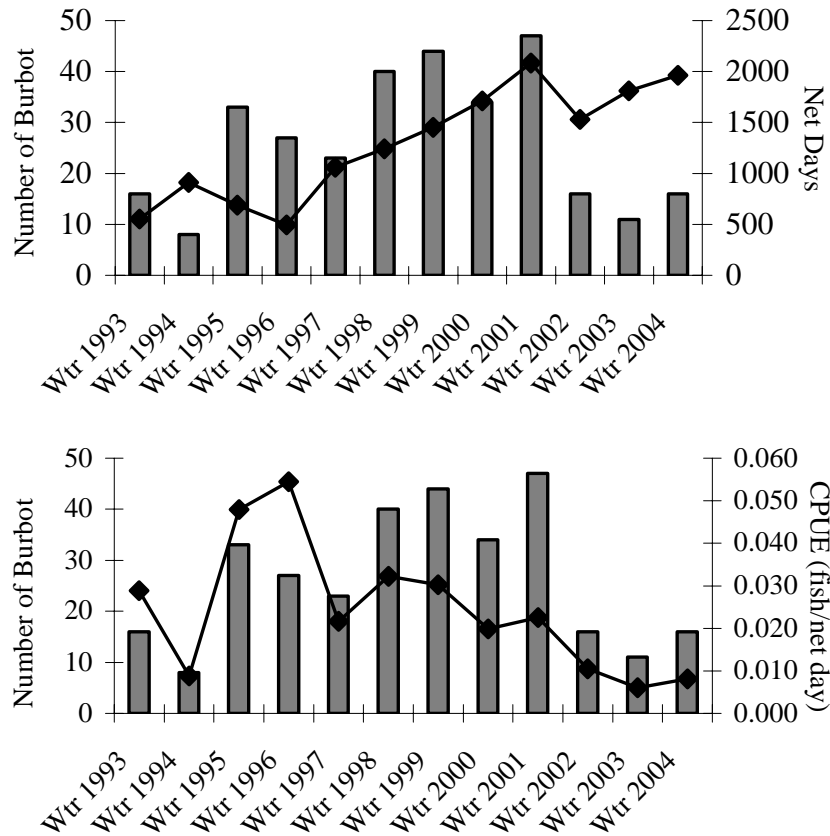 50
40
30
20
10
0
Number of Burbot
2500
2000
1500
1000
500
0
Net Days
Wtr 1993
Wtr 1994
Wtr 1995
Wtr 1996
Wtr 1997
Wtr 1998
Wtr 1999
Wtr 2000
Wtr 2001
Wtr 2002
Wtr 2003
Wtr 2004
50
40
30
20
10
0
Number of Burbot
0.060
0.050
0.040
0.030
0.020
0.010
0.000
CPUE (fish/net day)
Wtr 1993
Wtr 1994
Wtr 1995
Wtr 1996
Wtr 1997
Wtr 1998
Wtr 1999
Wtr 2000
Wtr 2001
Wtr 2002
Wtr 2003
Wtr 2004